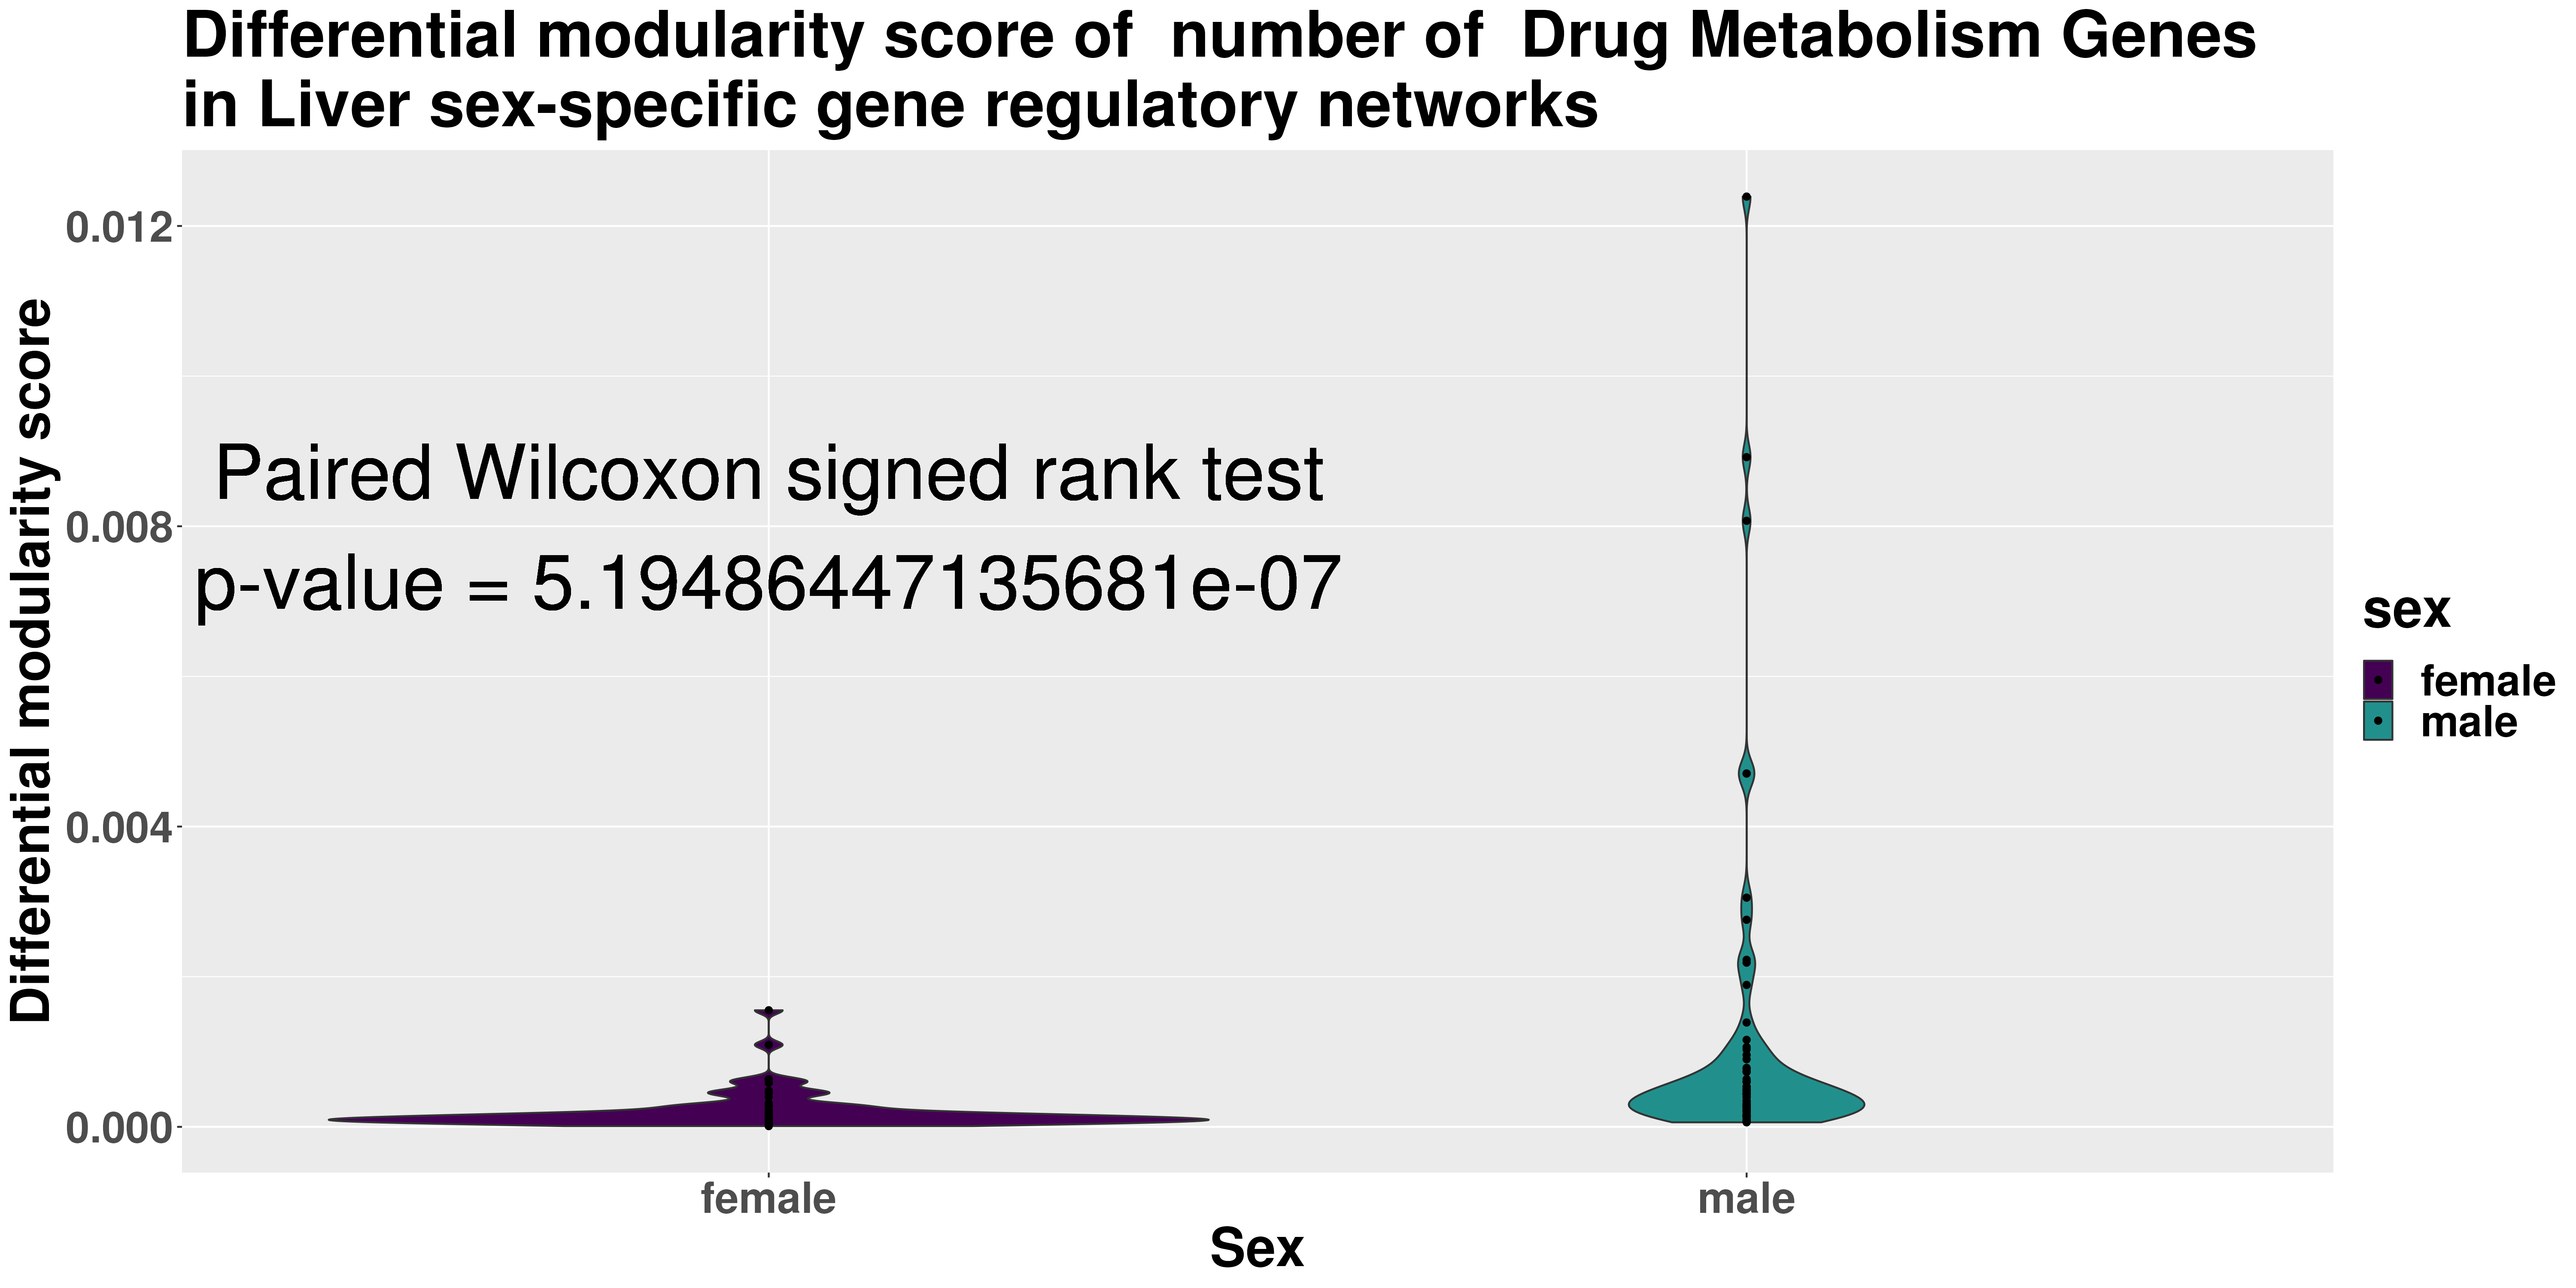 Differential modularity score of  number of  Drug Metabolism Genes
in Liver sex-specific gene regulatory networks
Differential modularity score
0.012
0.008
0.004
0.000
Paired Wilcoxon signed rank test
p-value = 5.19486447135681e-07
female
male
Sex
sex
female
male